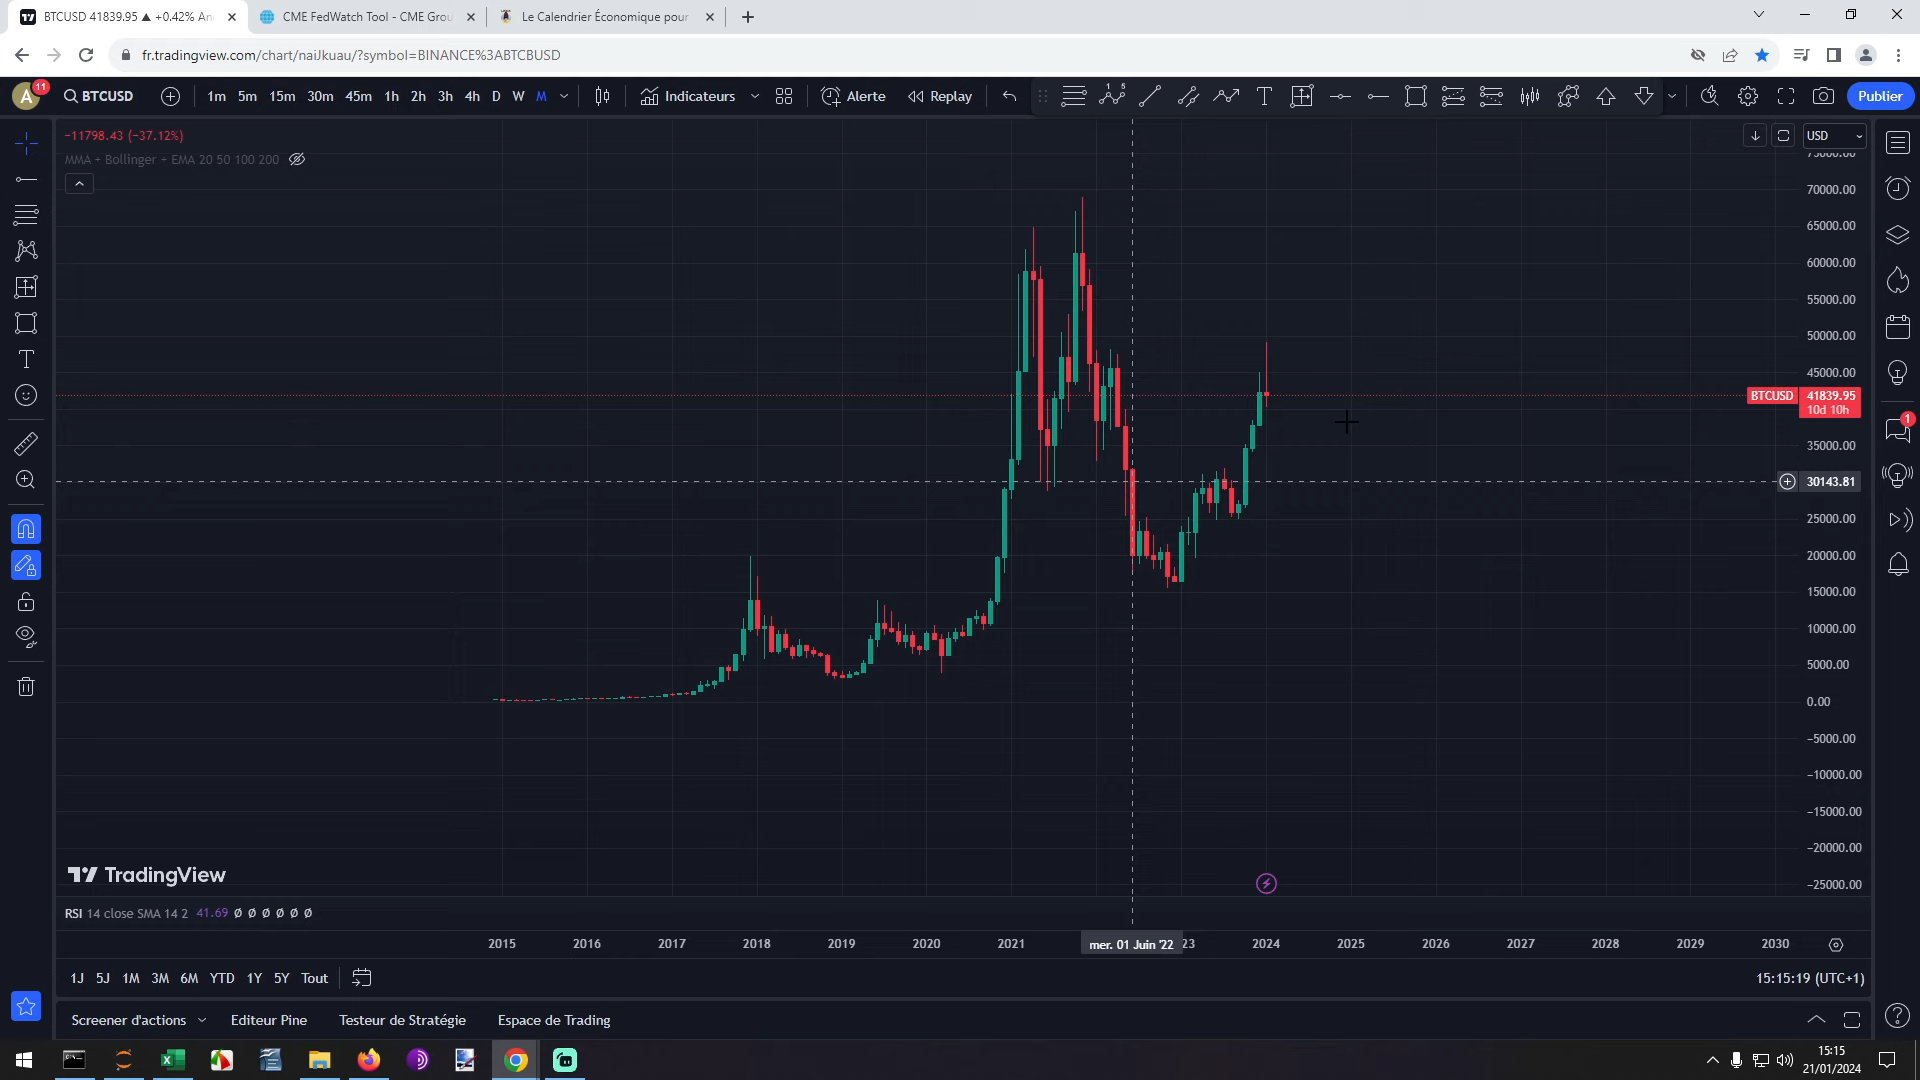 BTCUSD 41839.95 ▲ +0.42% An
CME FedWatch Tool - CME Grou
Le Calendrier Économique pour
fr.tradingview.com/chart/naiJkuau/?symbol=BINANCE%3ABTCBUSD
A
11
BTCUSD
1m 5m 15m 30m 45m 1h 2h 3h 4h D W M
Indicateurs
Alerte
Replay
Publier
−11798.43 (−37.12%)
MMA + Bollinger + EMA 20 50 100 200
USD
75000.00
70000.00
65000.00
60000.00
55000.00
50000.00
45000.00
BTCUSD 41839.95
10d 10h
35000.00
30143.81
25000.00
20000.00
15000.00
10000.00
5000.00
0.00
−5000.00
−10000.00
−15000.00
−20000.00
−25000.00
1
TradingView
RSI 14 close SMA 14 2 41.69 Ø Ø Ø Ø Ø Ø
2015 2016 2017 2018 2019 2020 2021 mer. 01 Juin '22 23 2024 2025 2026 2027 2028 2029 2030
1J 5J 1M 3M 6M YTD 1Y 5Y Tout
15:15:19 (UTC+1)
Screener d'actions Editeur Pine Testeur de Stratégie Espace de Trading
15:15
21/01/2024